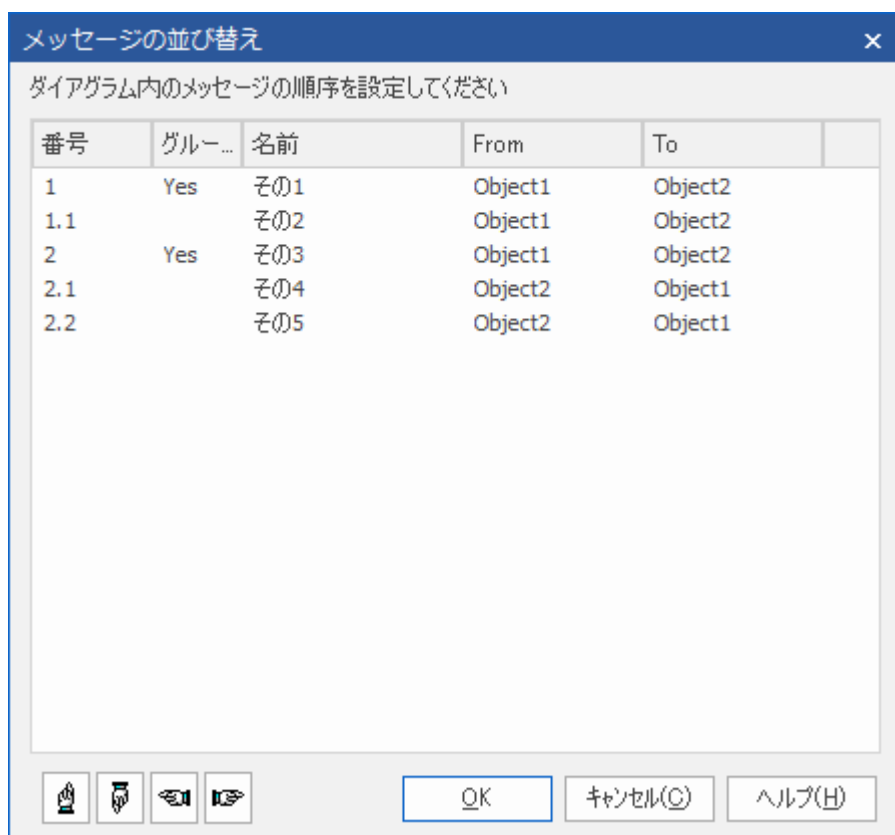 メッセージの並び替え
ダイアグラム内のメッセージの順序を設定してください
番号 グルー... 名前 From To
1 Yes その1 Object1 Object2
1.1 その2 Object1 Object2
2 Yes その3 Object1 Object2
2.1 その4 Object2 Object1
2.2 その5 Object2 Object1
OK キャンセル(C) ヘルプ(H)